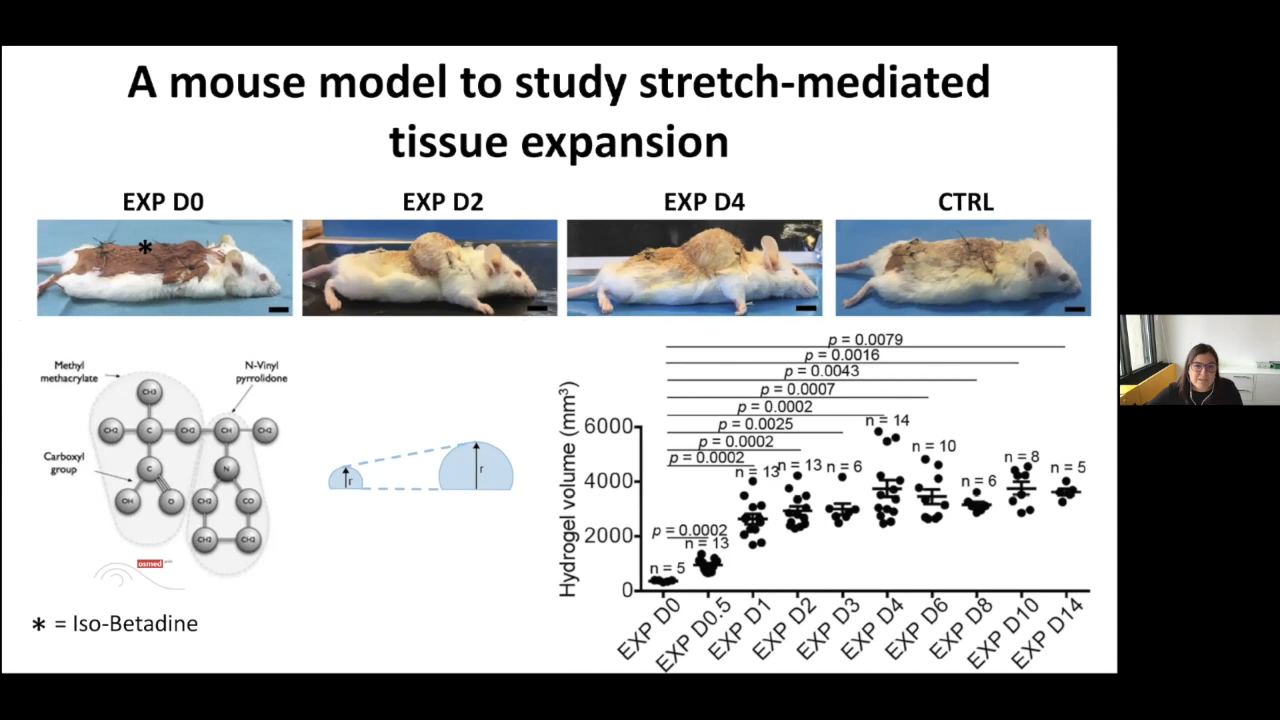 A mouse model to study stretch-mediated
tissue expansion
EXP D0
EXP D2
EXP D4
CTRL
*
Methyl
methacrylate
N-Vinyl
pyrrolidone
CH3
CH2
C
CH2
CH
CH2
Carboxyl
group
C
N
OH
O
CH2
CO
CH2
CH2
osmed
r
r
Hydrogel volume (mm³)
6000
4000
2000
0
p = 0.0079
p = 0.0016
p = 0.0043
p = 0.0007
p = 0.0002
p = 0.0025
p = 0.0002
p = 0.0002
p = 0.0002
n = 5
n = 13
n = 13
n = 13
n = 6
n = 14
n = 10
n = 6
n = 8
n = 5
EXP D0
EXP D0.5
EXP D1
EXP D2
EXP D3
EXP D4
EXP D6
EXP D8
EXP D10
EXP D14
* = Iso-Betadine